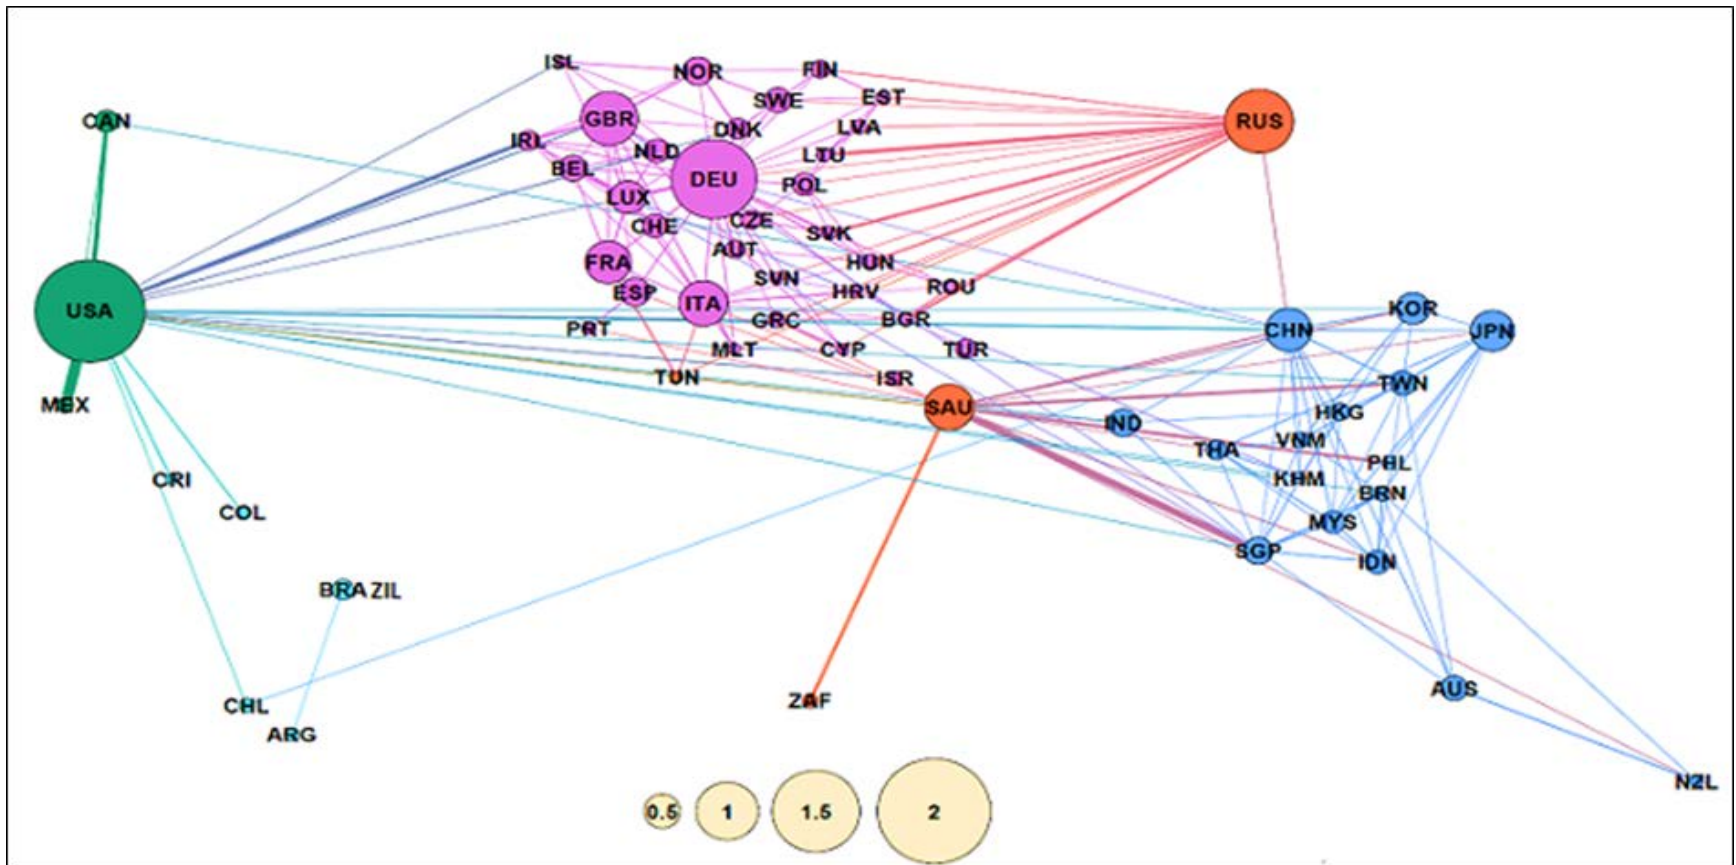 ISL
NOR
FIN
SWE
EST
CAN
GBR
RUS
DNK
LVA
IRL
NLD
LTU
BEL
DEU
POL
LUX
CZE
CHE
SVK
AUT
FRA
HUN
SVN
ROU
ESP
HRV
ITA
USA
KOR
GRC
BGR
PRT
CHN
JPN
MLT
CYP
TUR
TUN
ISR
TWN
MEX
SAU
HKG
IND
VNM
THA
PHL
CRI
KHM
BRN
COL
MYS
SGP
IDN
BRAZIL
AUS
CHL
ZAF
ARG
NZL
0.5 1 1.5 2